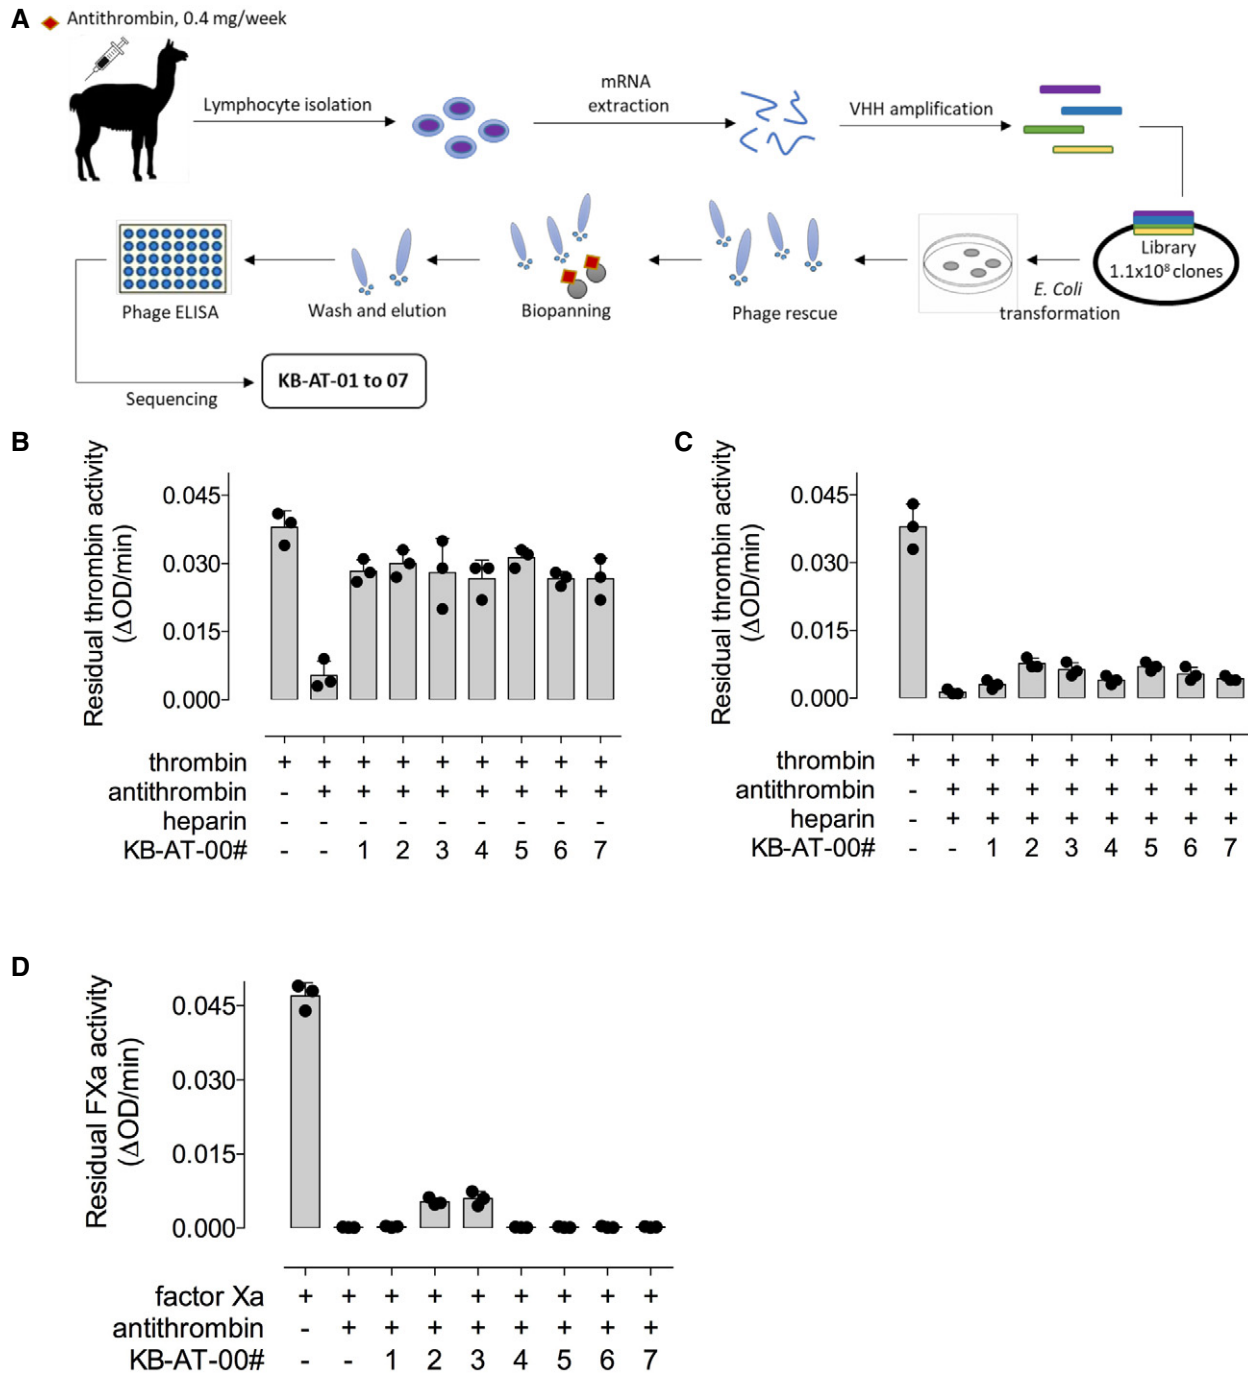 A
Antithrombin, 0.4 mg/week
Lymphocyte isolation
mRNA
extraction
VHH amplification
Library
1.1x10⁸ clones
E. Coli
transformation
Phage rescue
Biopanning
Wash and elution
Phage ELISA
Sequencing
KB-AT-01 to 07
B
Residual thrombin activity
(ΔOD/min)
0.045
0.030
0.015
0.000
thrombin + + + + + + + + +
antithrombin - + + + + + + + +
heparin - - - - - - - - -
KB-AT-00# - - 1 2 3 4 5 6 7
C
Residual thrombin activity
(ΔOD/min)
0.045
0.030
0.015
0.000
thrombin + + + + + + + + +
antithrombin - + + + + + + + +
heparin - + + + + + + + +
KB-AT-00# - - 1 2 3 4 5 6 7
D
Residual FXa activity
(ΔOD/min)
0.045
0.030
0.015
0.000
factor Xa + + + + + + + + +
antithrombin - + + + + + + + +
KB-AT-00# - - 1 2 3 4 5 6 7